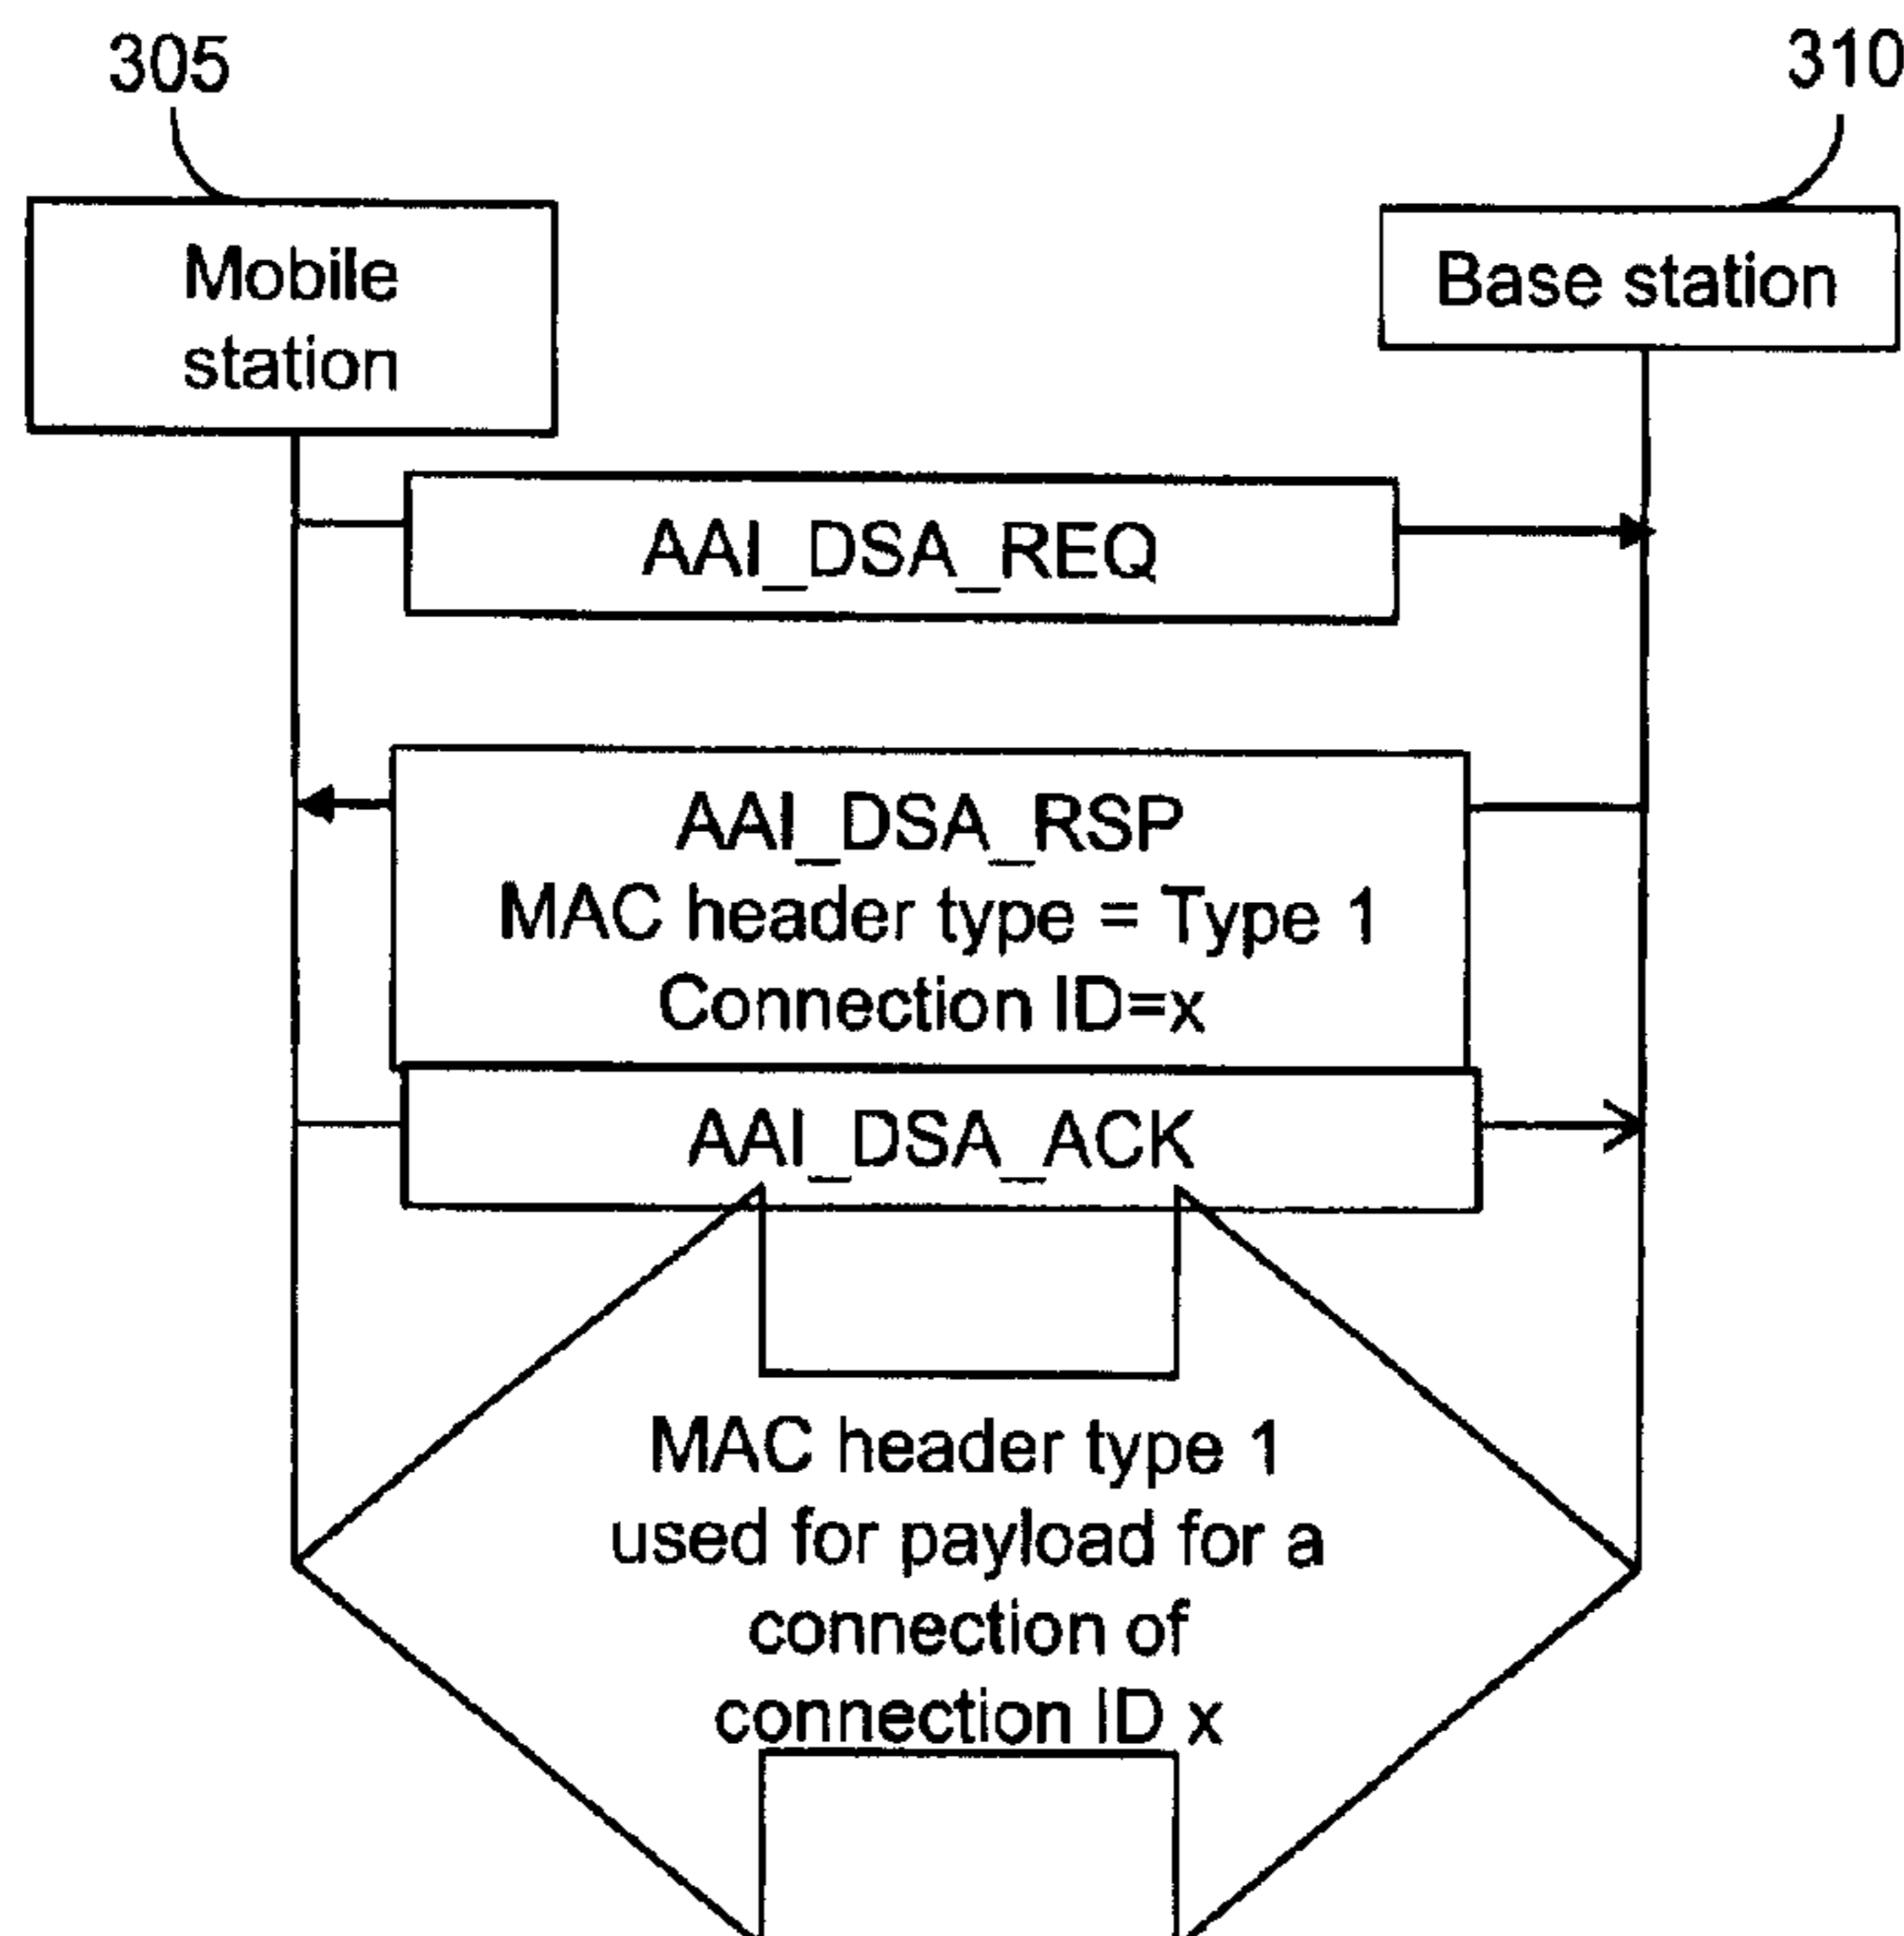 305
310
Mobile
station
Base station
AAI_DSA_REQ
AAI_DSA_RSP
MAC header type = Type 1
Connection ID=x
AAI_DSA_ACK
MAC header type 1
used for payload for a
connection of
connection ID x